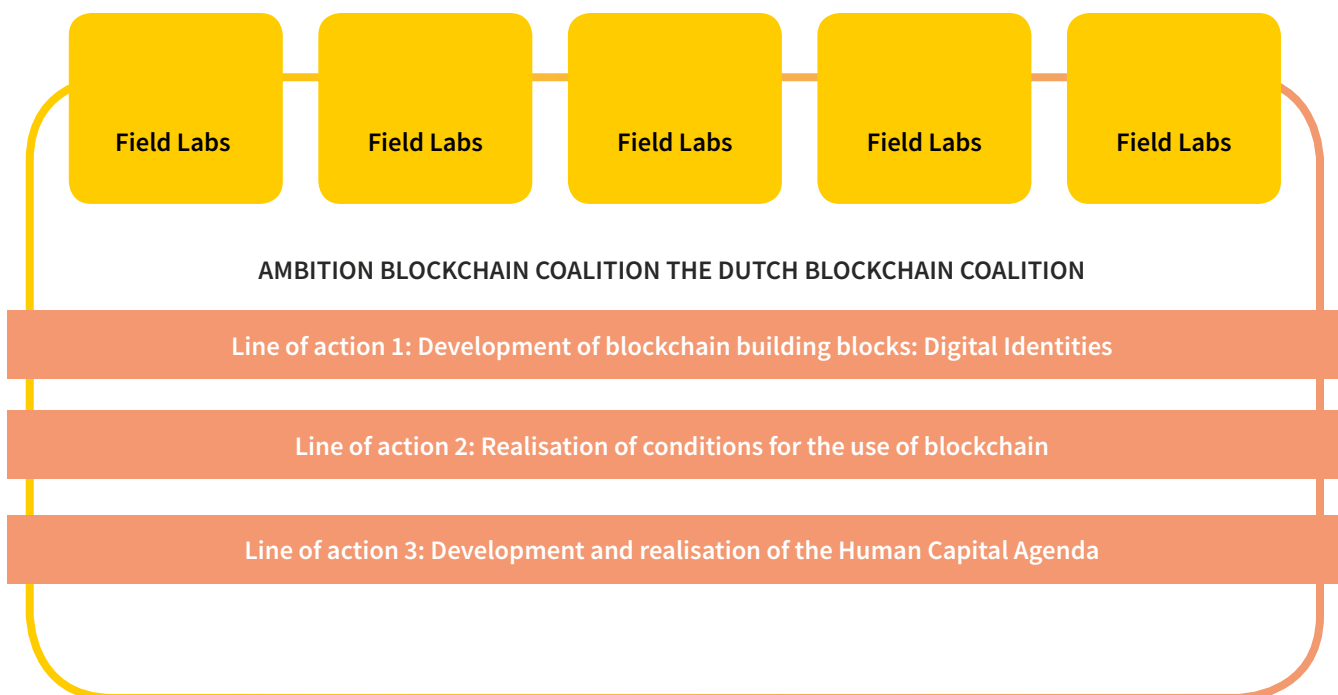 Field Labs
Field Labs
Field Labs
Field Labs
Field Labs
AMBITION BLOCKCHAIN COALITION THE DUTCH BLOCKCHAIN COALITION
Line of action 1: Development of blockchain building blocks: Digital Identities
Line of action 2: Realisation of conditions for the use of blockchain
Line of action 3: Development and realisation of the Human Capital Agenda